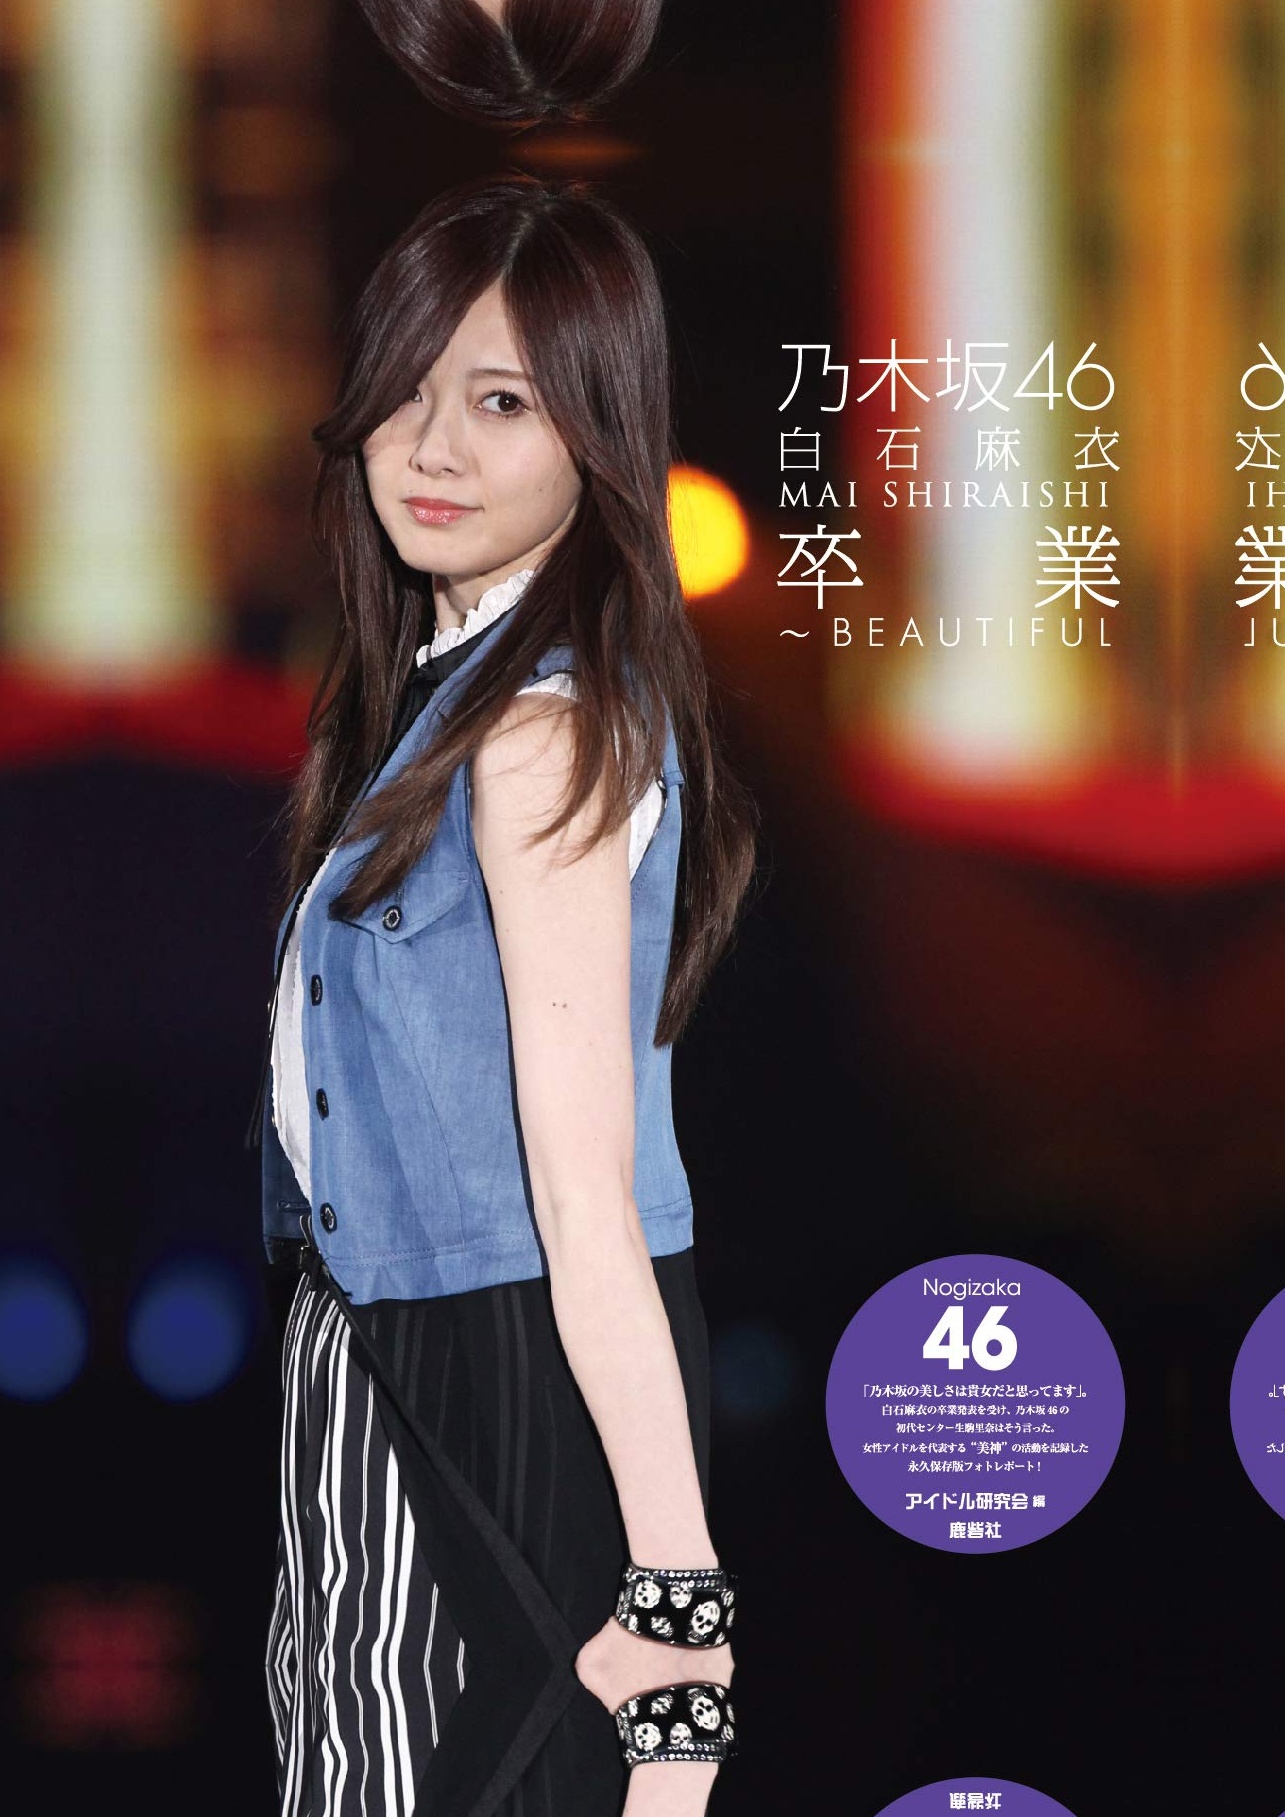 乃木坂46
白石麻衣
MAI SHIRAISHI
卒業
~BEAUTIFUL
Nogizaka
46
「乃木坂の美しさは貴女だと思ってます」。
白石麻衣の卒業発表を受け、乃木坂46の
初代センター生駒里奈はそう言った。
女性アイドルを代表する“美神”の活動を記録した
永久保存版フォトレポート!
アイドル研究会 編
鹿砦社